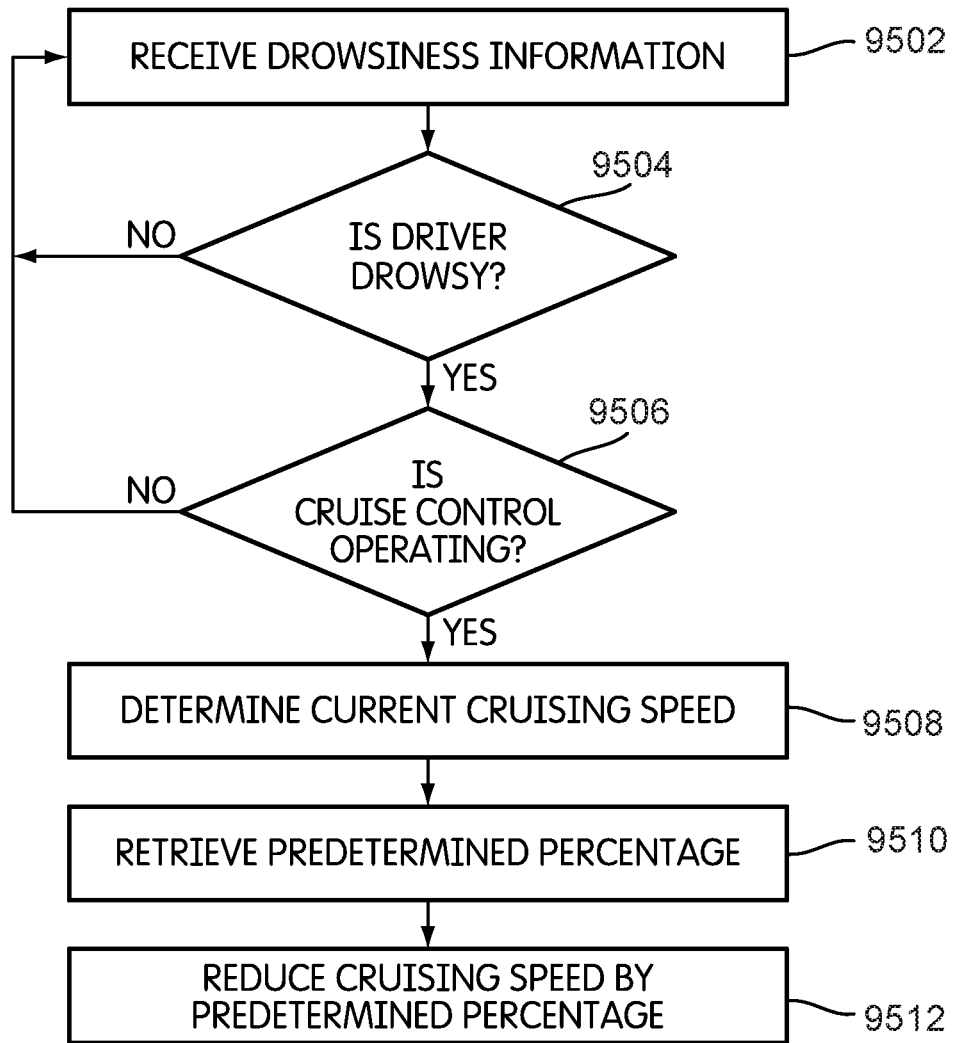 RECEIVE DROWSINESS INFORMATION
9502
9504
IS DRIVER
DROWSY?
NO
YES
9506
IS
CRUISE CONTROL
OPERATING?
NO
YES
DETERMINE CURRENT CRUISING SPEED
9508
RETRIEVE PREDETERMINED PERCENTAGE
9510
REDUCE CRUISING SPEED BY
PREDETERMINED PERCENTAGE
9512